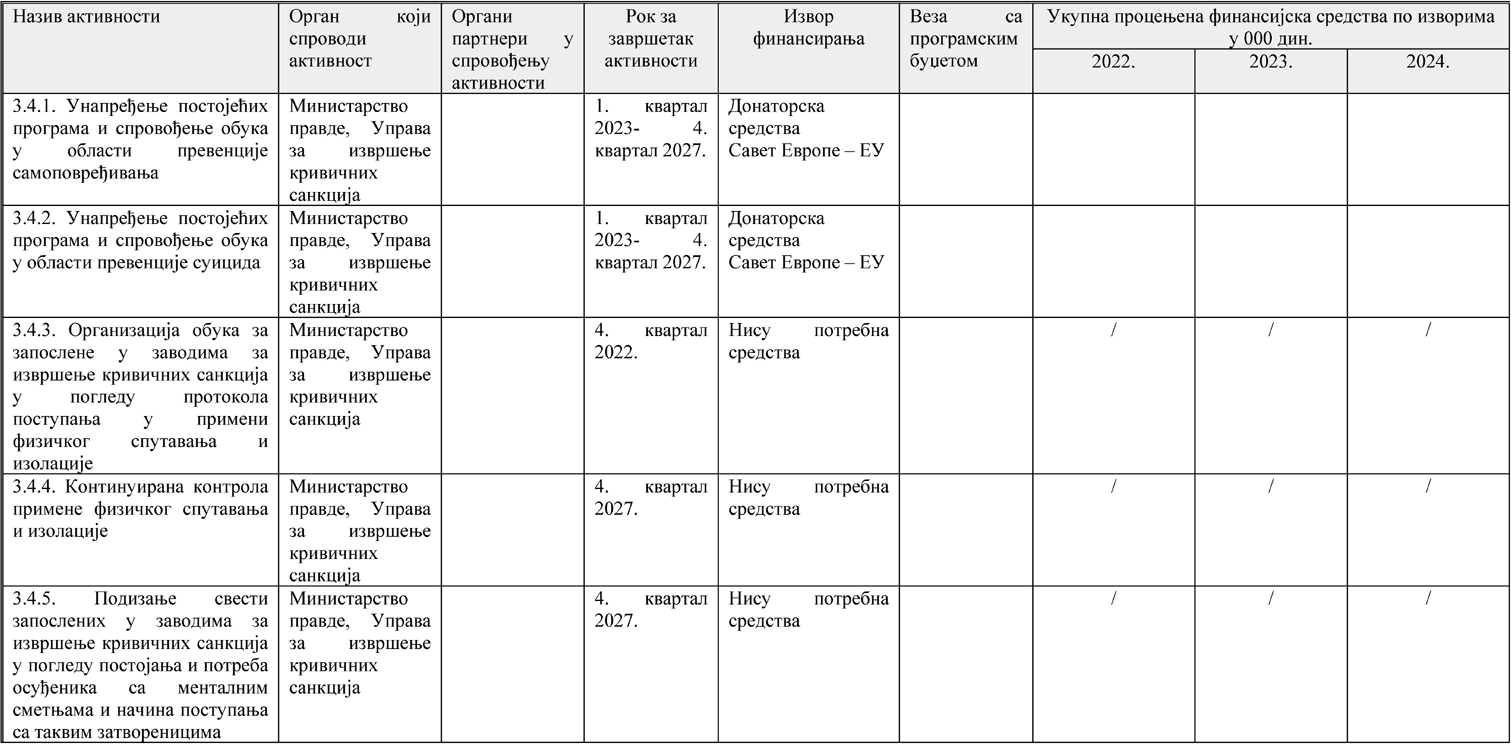 Назив активности
Орган који
спроводи
активност
Органи
партнери у
спровођењу
активности
Рок за
завршетак
активности
Извор
финансирања
Веза са
програмским
буџетом
Укупна процењена финансијска средства по изворима
у 000 дин.
2022.
2023.
2024.
3.4.1. Унапређење постојећих
програма и спровођење обука
у области превенције
самоповређивања
Министарство
правде, Управа
за извршење
кривичних
санкција
1. квартал
2023- 4.
квартал 2027.
Донаторска
средства
Савет Европе – ЕУ
3.4.2. Унапређење постојећих
програма и спровођење обука
у области превенције суицида
Министарство
правде, Управа
за извршење
кривичних
санкција
1. квартал
2023- 4.
квартал 2027.
Донаторска
средства
Савет Европе – ЕУ
3.4.3. Организација обука за
запослене у заводима за
извршење кривичних санкција
у погледу протокола
поступања у примени
физичког спутавања и
изолације
Министарство
правде, Управа
за извршење
кривичних
санкција
4. квартал
2022.
Нису потребна
средства
/
/
/
3.4.4. Континуирана контрола
примене физичког спутавања
и изолације
Министарство
правде, Управа
за извршење
кривичних
санкција
4. квартал
2027.
Нису потребна
средства
/
/
/
3.4.5. Подизање свести
запослених у заводима за
извршење кривичних санкција
у погледу постојања и потреба
осуђеника са менталним
сметњама и начина поступања
са таквим затвореницима
Министарство
правде, Управа
за извршење
кривичних
санкција
4. квартал
2027.
Нису потребна
средства
/
/
/